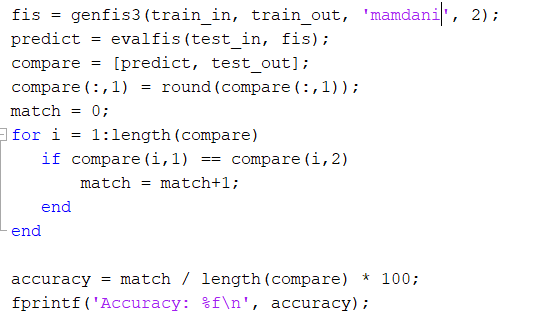 fis = genfis3(train_in, train_out, 'mamdani', 2);
predict = evalfis(test_in, fis);
compare = [predict, test_out];
compare(:,1) = round(compare(:,1));
match = 0;
for i = 1:length(compare)
   if compare(i,1) == compare(i,2)
       match = match+1;
   end
end

accuracy = match / length(compare) * 100;
fprintf('Accuracy: %f\n', accuracy);